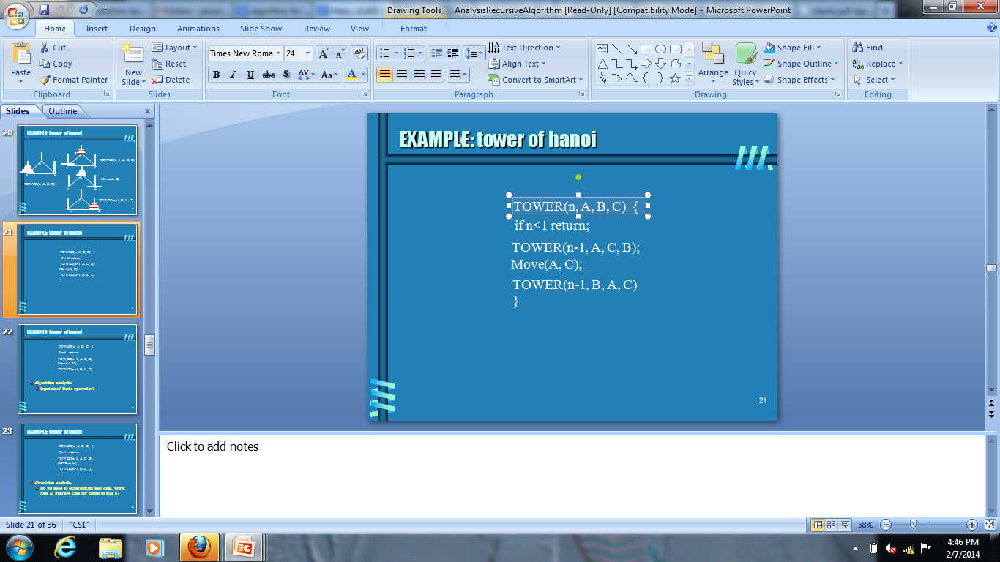 Drawing Tools
AnalysisRecursiveAlgorithm [Read-Only] [Compatibility Mode] - Microsoft PowerPoint
Home Insert Design Animations Slide Show Review View Format
Paste
Cut
Copy
Format Painter
Clipboard
New Slide
Layout
Reset
Delete
Slides
Times New Roma 24
B I U abc S AV Aa A
Font
Text Direction
Align Text
Convert to SmartArt
Paragraph
Arrange
Quick Styles
Shape Fill
Shape Outline
Shape Effects
Drawing
Find
Replace
Select
Editing
Slides Outline x
20
EXAMPLE: tower of hanoi
TOWER(n-1, A, C, B)
Move(A, C)
TOWER(n, A, B, C)
TOWER(n-1, B, A, C)
21
EXAMPLE: tower of hanoi
TOWER(n, A, B, C) {
if n<1 return;
TOWER(n-1, A, C, B);
Move(A, C);
TOWER(n-1, B, A, C)
}
22
EXAMPLE: tower of hanoi
TOWER(n, A, B, C) {
if n<1 return;
TOWER(n-1, A, C, B);
Move(A, C);
TOWER(n-1, B, A, C)
}
Algorithm analysis:
Input size? Basic operation?
23
EXAMPLE: tower of hanoi
TOWER(n, A, B, C) {
if n<1 return;
TOWER(n-1, A, C, B);
Move(A, C);
TOWER(n-1, B, A, C)
}
Algorithm analysis:
Do we need to differentiate best case, worst
case & average case for inputs of size n?
EXAMPLE: tower of hanoi
TOWER(n, A, B, C) {
if n<1 return;
TOWER(n-1, A, C, B);
Move(A, C);
TOWER(n-1, B, A, C)
}
21
Click to add notes
Slide 21 of 36 "CS1" 58%
4:46 PM
2/7/2014